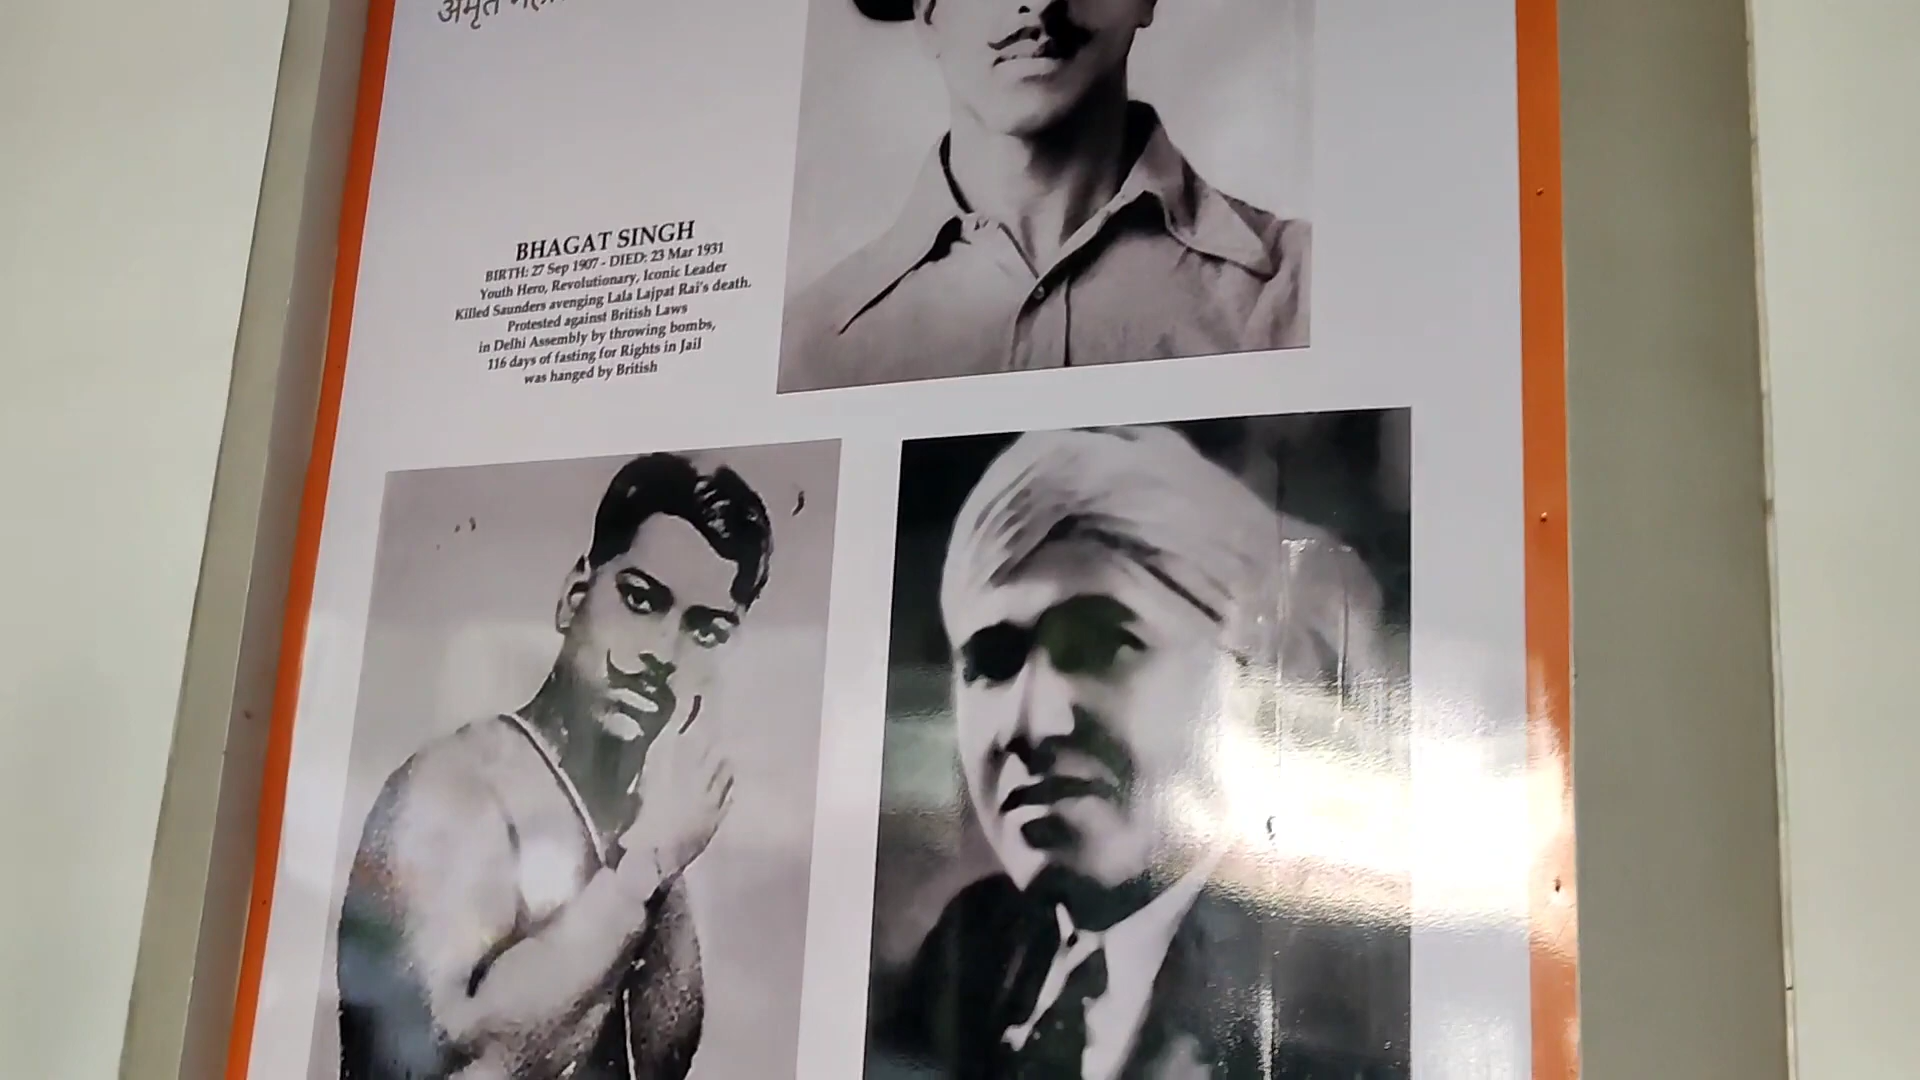 अमृत
BHAGAT SINGH
BIRTH: 27 Sep 1907 - DIED: 23 Mar 1931
Youth Hero, Revolutionary, Iconic Leader
Killed Saunders avenging Lala Lajpat Rai's death.
Protested against British Laws
in Delhi Assembly by throwing bombs,
116 days of fasting for Rights in Jail
was hanged by British